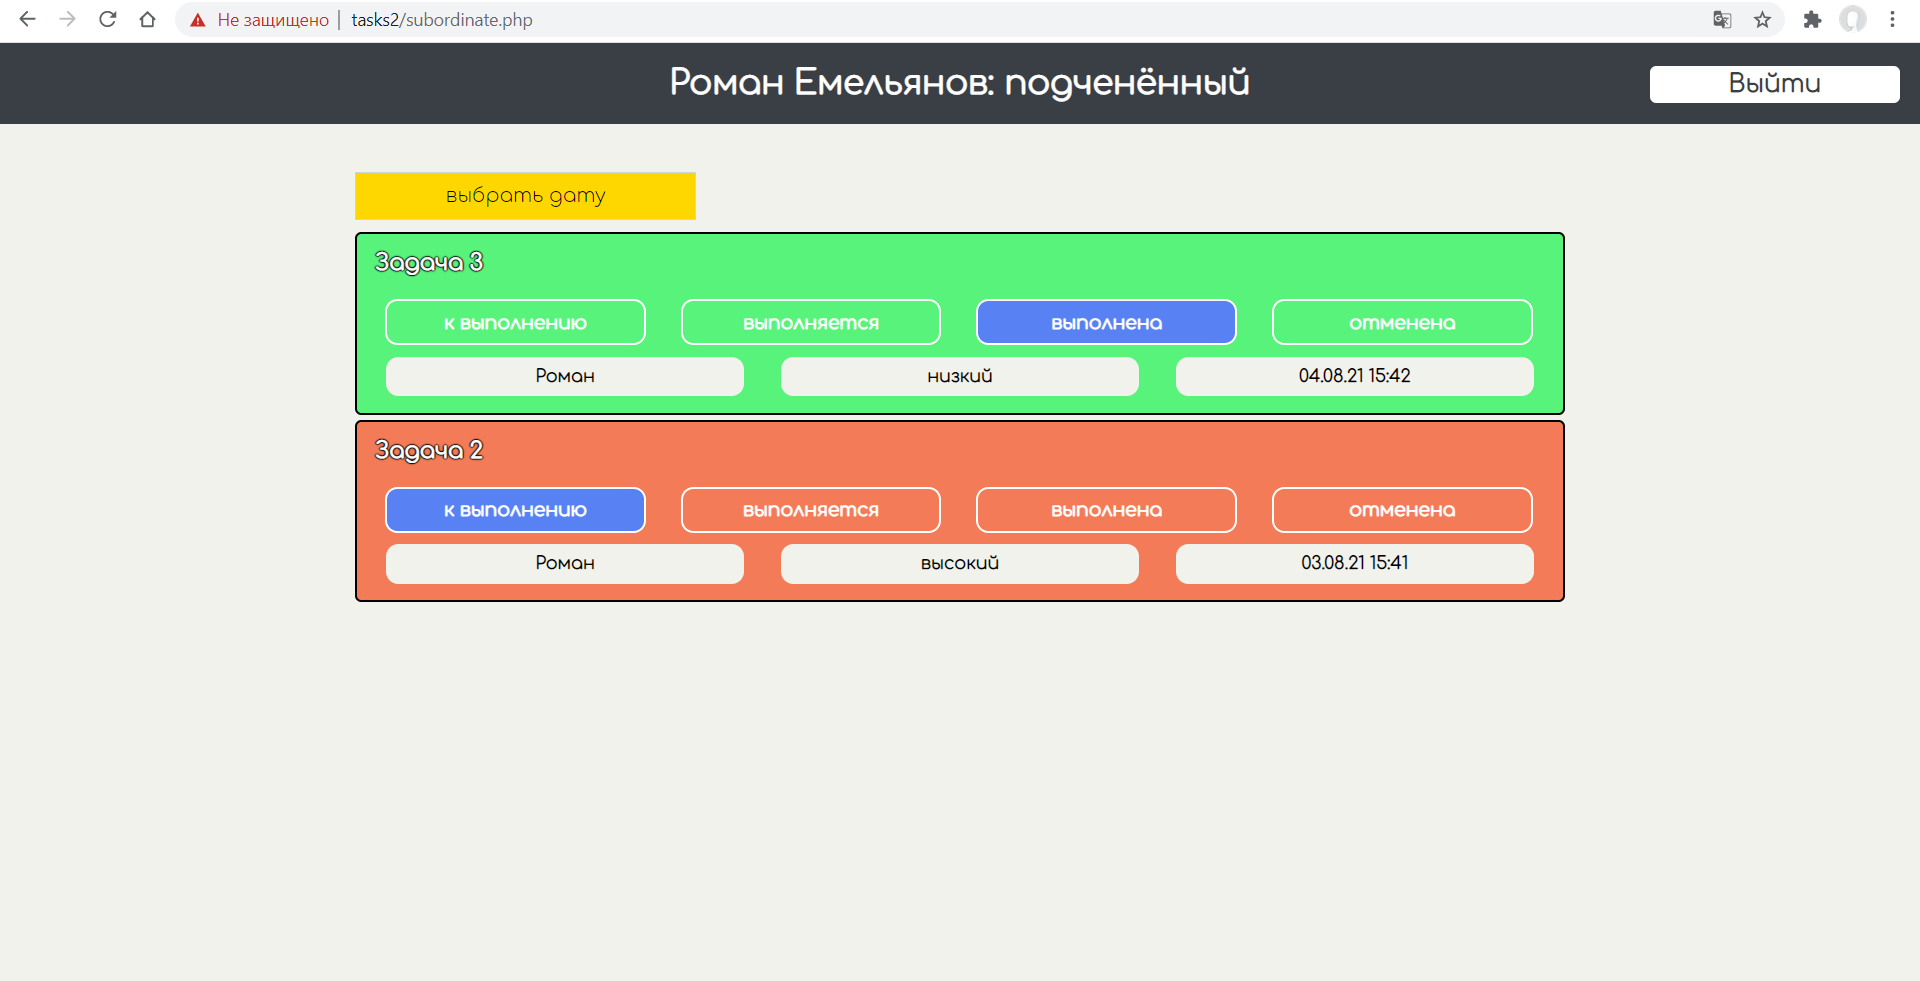 Не защищено | tasks2/subordinate.php
Роман Емельянов: подченённый
Выйти
выбрать дату
Задача 3
к выполнению выполняется выполнена отменена
Роман низкий 04.08.21 15:42
Задача 2
к выполнению выполняется выполнена отменена
Роман высокий 03.08.21 15:41